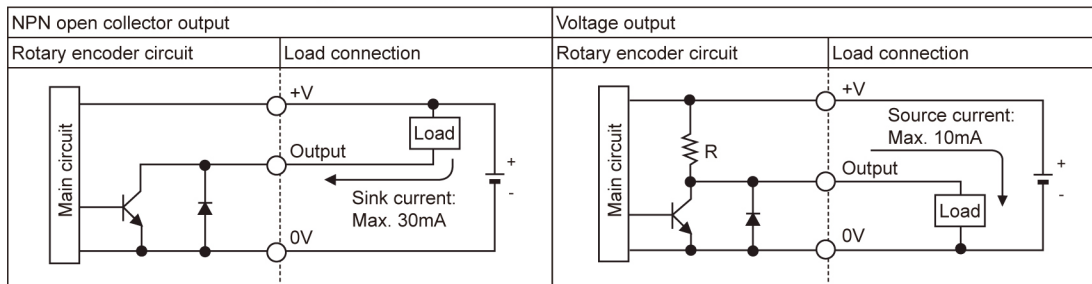 NPN open collector output
Voltage output
Rotary encoder circuit
Load connection
Rotary encoder circuit
Load connection
Main circuit
+V
Load
Output
Sink current:
Max. 30mA
+
-
0V
Main circuit
R
+V
Source current:
Max. 10mA
Output
Load
+
-
0V